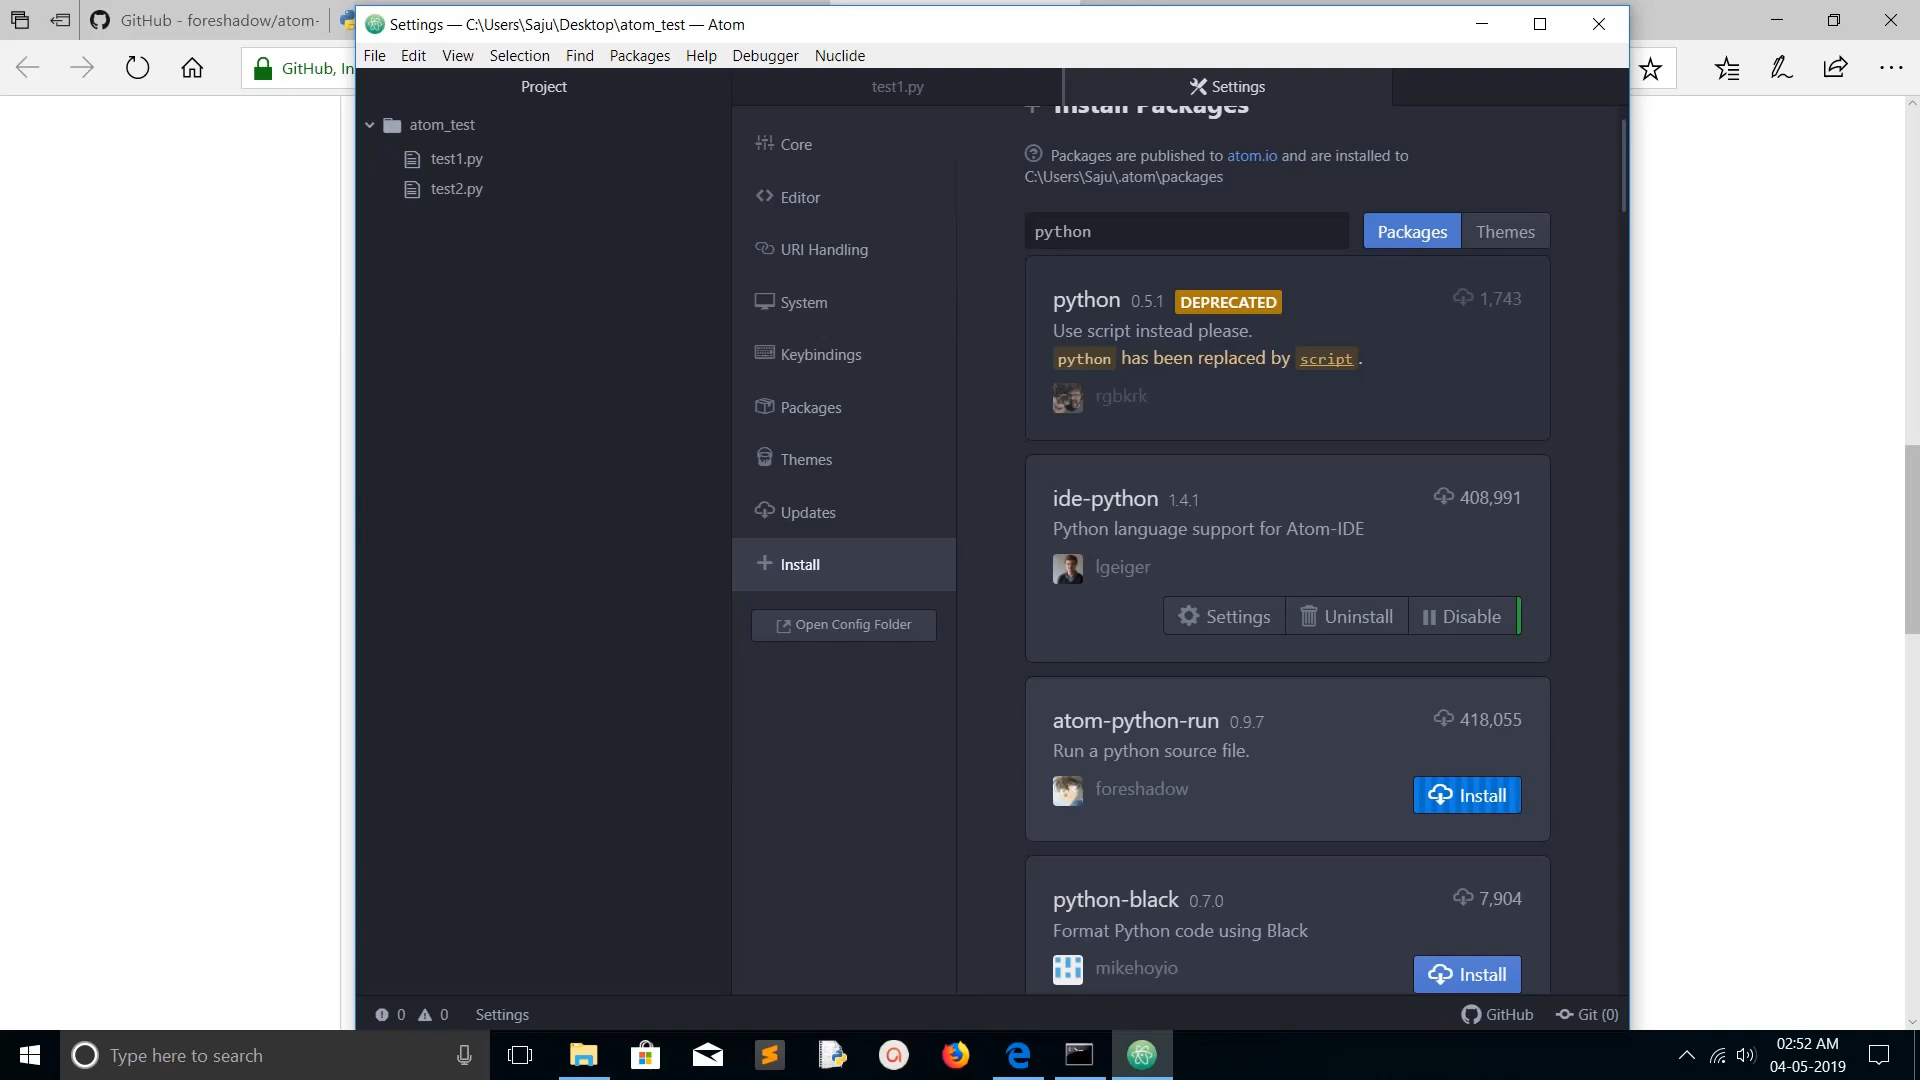 GitHub - foreshadow/atom-
Settings — C:\Users\Saju\Desktop\atom_test — Atom
GitHub, In
File Edit View Selection Find Packages Help Debugger Nuclide
Project
test1.py
Settings
atom_test
test1.py
test2.py
Core
Editor
URI Handling
System
Keybindings
Packages
Themes
Updates
Install
Open Config Folder
Install Packages
Packages are published to atom.io and are installed to
C:\Users\Saju\.atom\packages
python
Packages Themes
python 0.5.1 DEPRECATED 1,743
Use script instead please.
python has been replaced by script.
rgbkrk
ide-python 1.4.1 408,991
Python language support for Atom-IDE
lgeiger
Settings Uninstall Disable
atom-python-run 0.9.7 418,055
Run a python source file.
foreshadow
Install
python-black 0.7.0 7,904
Format Python code using Black
mikehoyio
Install
0 0 Settings
GitHub Git (0)
Type here to search
02:52 AM
04-05-2019